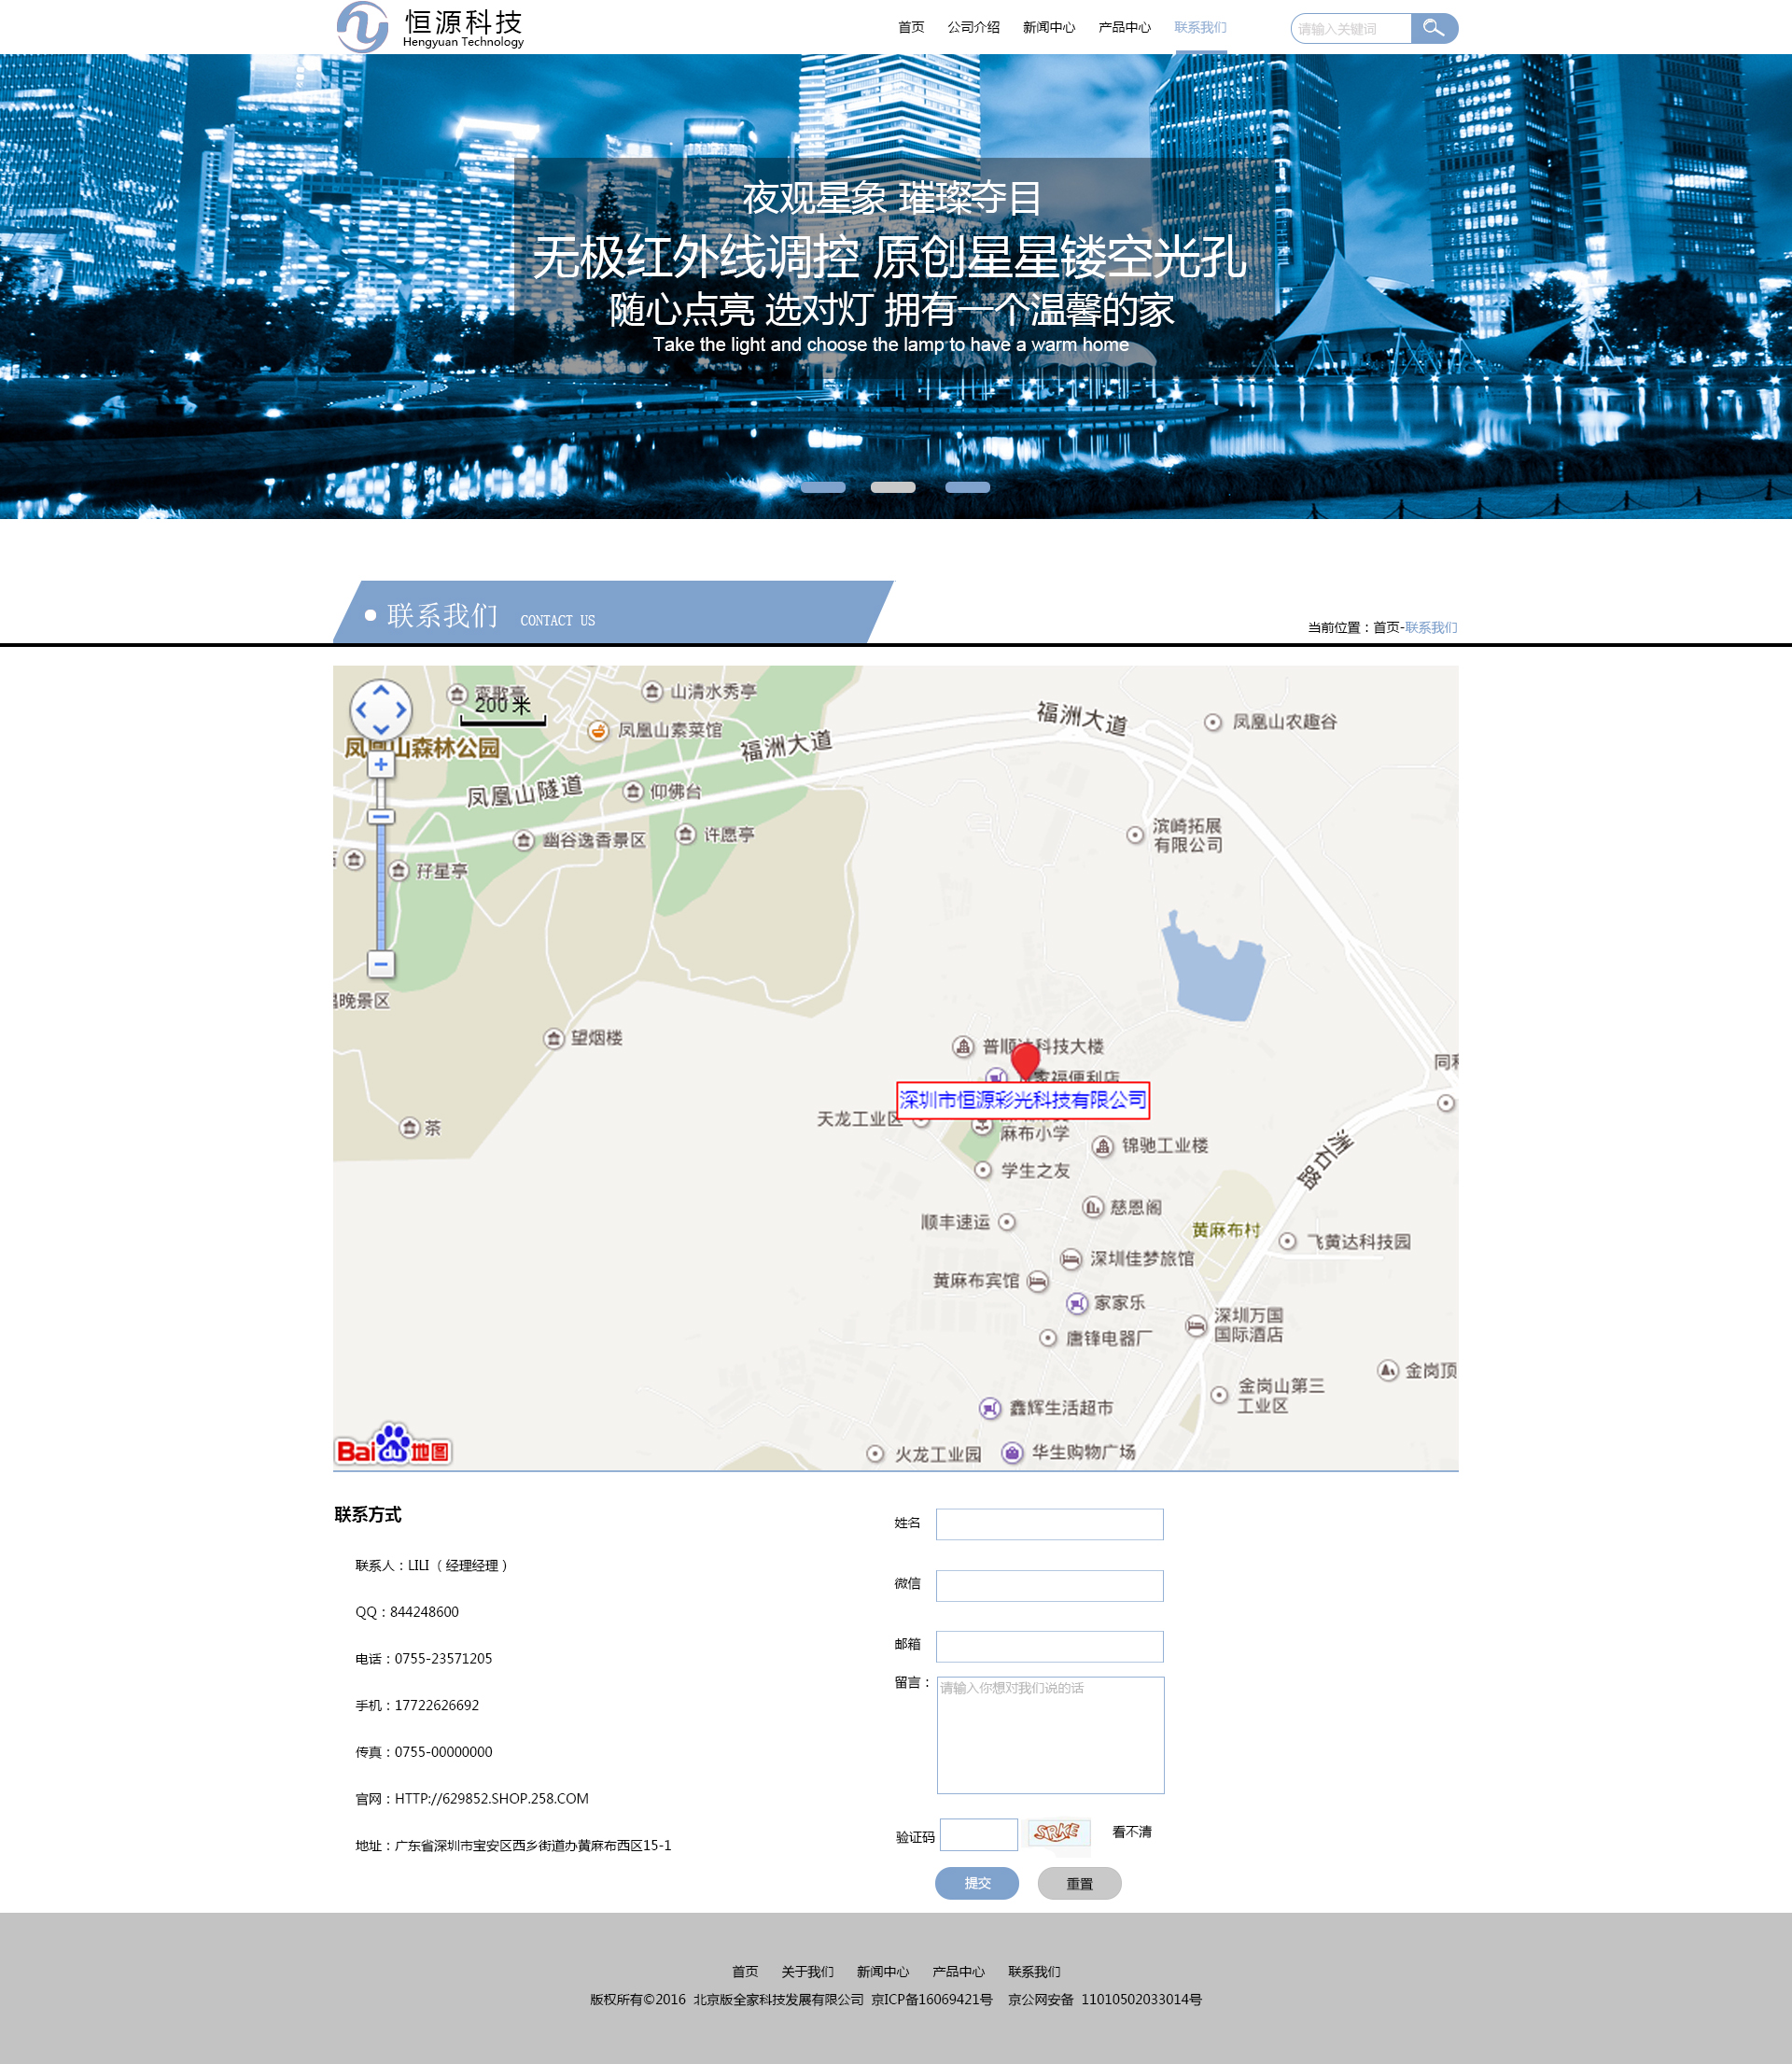 恒源科技
Hengyuan Technology
首页 公司介绍 新闻中心 产品中心 联系我们
请输入关键词
夜观星象 璀璨夺目
无极红外线调控 原创星星镂空光孔
随心点亮 选对灯 拥有一个温馨的家
Take the light and choose the lamp to have a warm home
联系我们 CONTACT US
当前位置：首页-联系我们
山清水秀亭
200 米
凤凰山素菜馆
福洲大道
福洲大道
凤凰山农趣谷
凤凰山森林公园
凤凰山隧道
仰佛台
幽谷逸香景区
许愿亭
滨崎拓展
有限公司
孖星亭
晚景区
望烟楼
普顺达科技大楼
家福便利店
深圳市恒源彩光科技有限公司
天龙工业区
麻布小学
茶
锦驰工业楼
学生之友
洲石路
慈恩阁
顺丰速运
黄麻布村
飞黄达科技园
深圳佳梦旅馆
黄麻布宾馆
家家乐
深圳万国
国际酒店
唐锋电器厂
金岗顶
金岗山第三
工业区
鑫辉生活超市
火龙工业园
华生购物广场
Bai du 地图
联系方式
联系人：LILI（经理经理）
QQ：844248600
电话：0755-23571205
手机：17722626692
传真：0755-00000000
官网：HTTP://629852.SHOP.258.COM
地址：广东省深圳市宝安区西乡街道办黄麻布西区15-1
姓名
微信
邮箱
留言：
请输入你想对我们说的话
验证码 看不清
提交 重置
首页 关于我们 新闻中心 产品中心 联系我们
版权所有©2016 北京版全家科技发展有限公司 京ICP备16069421号 京公网安备 11010502033014号